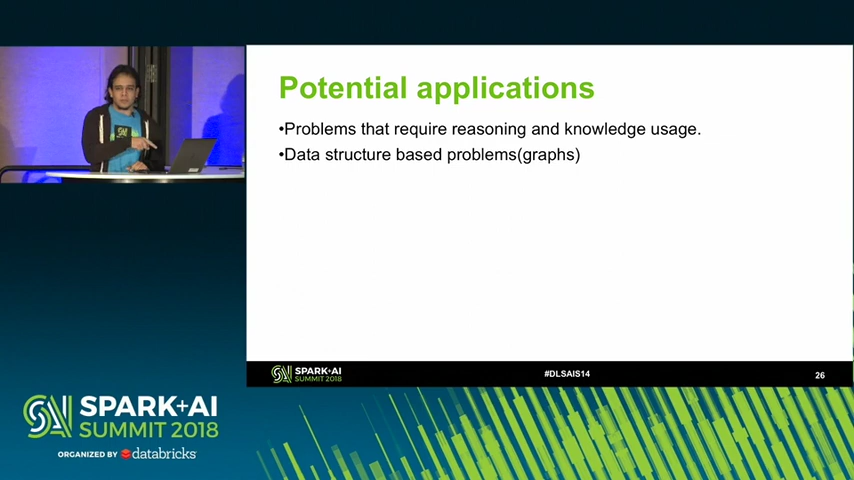 Potential applications
•Problems that require reasoning and knowledge usage.
•Data structure based problems(graphs)
SPARK+AI
SUMMIT 2018
#DLSAIS14
26
SPARK+AI
SUMMIT 2018
ORGANIZED BY databricks